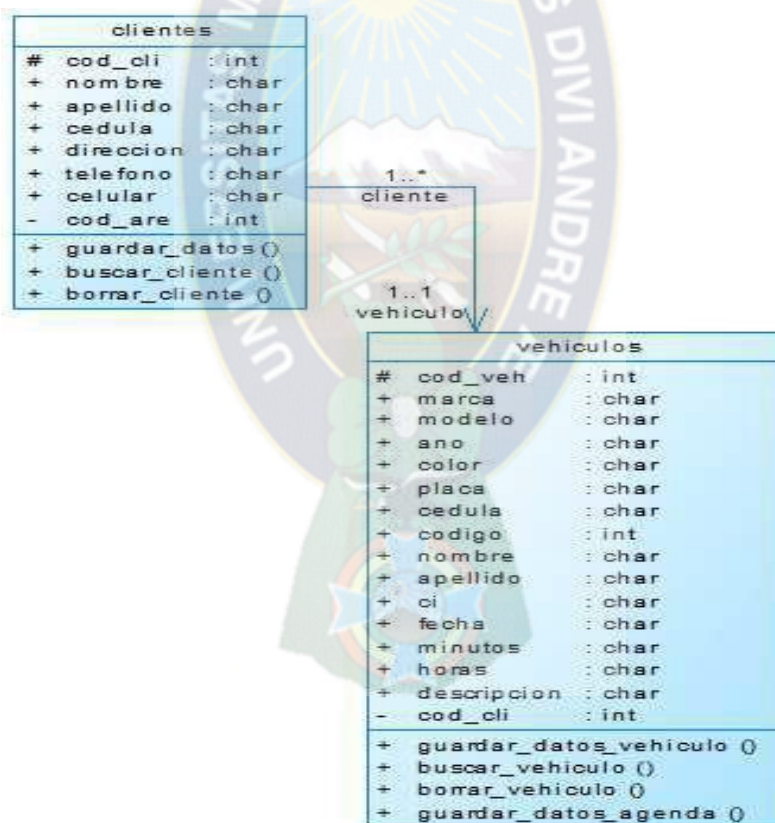 clientes
# cod_cli : int
+ nombre : char
+ apellido : char
+ cedula : char
+ direccion : char
+ telefono : char
+ celular : char
- cod_are : int
+ guardar_datos ()
+ buscar_cliente ()
+ borrar_cliente ()
1..*
cliente
1..1
vehiculo
vehiculos
# cod_veh : int
+ marca : char
+ modelo : char
+ ano : char
+ color : char
+ placa : char
+ cedula : char
+ codigo : int
+ nombre : char
+ apellido : char
+ ci : char
+ fecha : char
+ minutos : char
+ horas : char
+ descripcion : char
- cod_cli : int
+ guardar_datos_vehiculo ()
+ buscar_vehiculo ()
+ borrar_vehiculo ()
+ guardar_datos_agenda ()
DIVI ANDRE